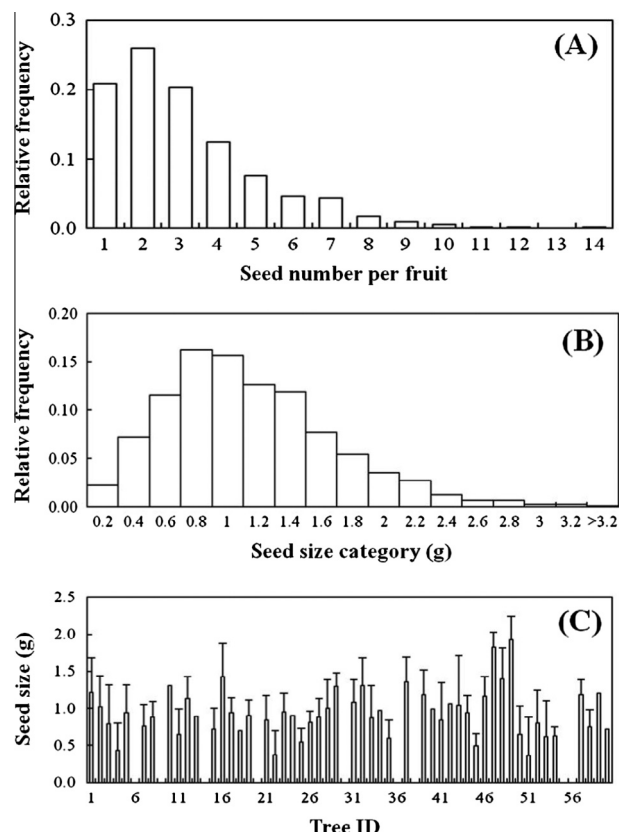 0.3
(A)
0.2
0.1
0.0
Relative frequency
1 2 3 4 5 6 7 8 9 10 11 12 13 14
Seed number per fruit
0.20
(B)
0.15
0.10
0.05
0.00
Relative frequency
0.2 0.4 0.6 0.8 1 1.2 1.4 1.6 1.8 2 2.2 2.4 2.6 2.8 3 3.2 >3.2
Seed size category (g)
2.5
(C)
2.0
1.5
1.0
0.5
0.0
Seed size (g)
1 6 11 16 21 26 31 36 41 46 51 56
Tree ID